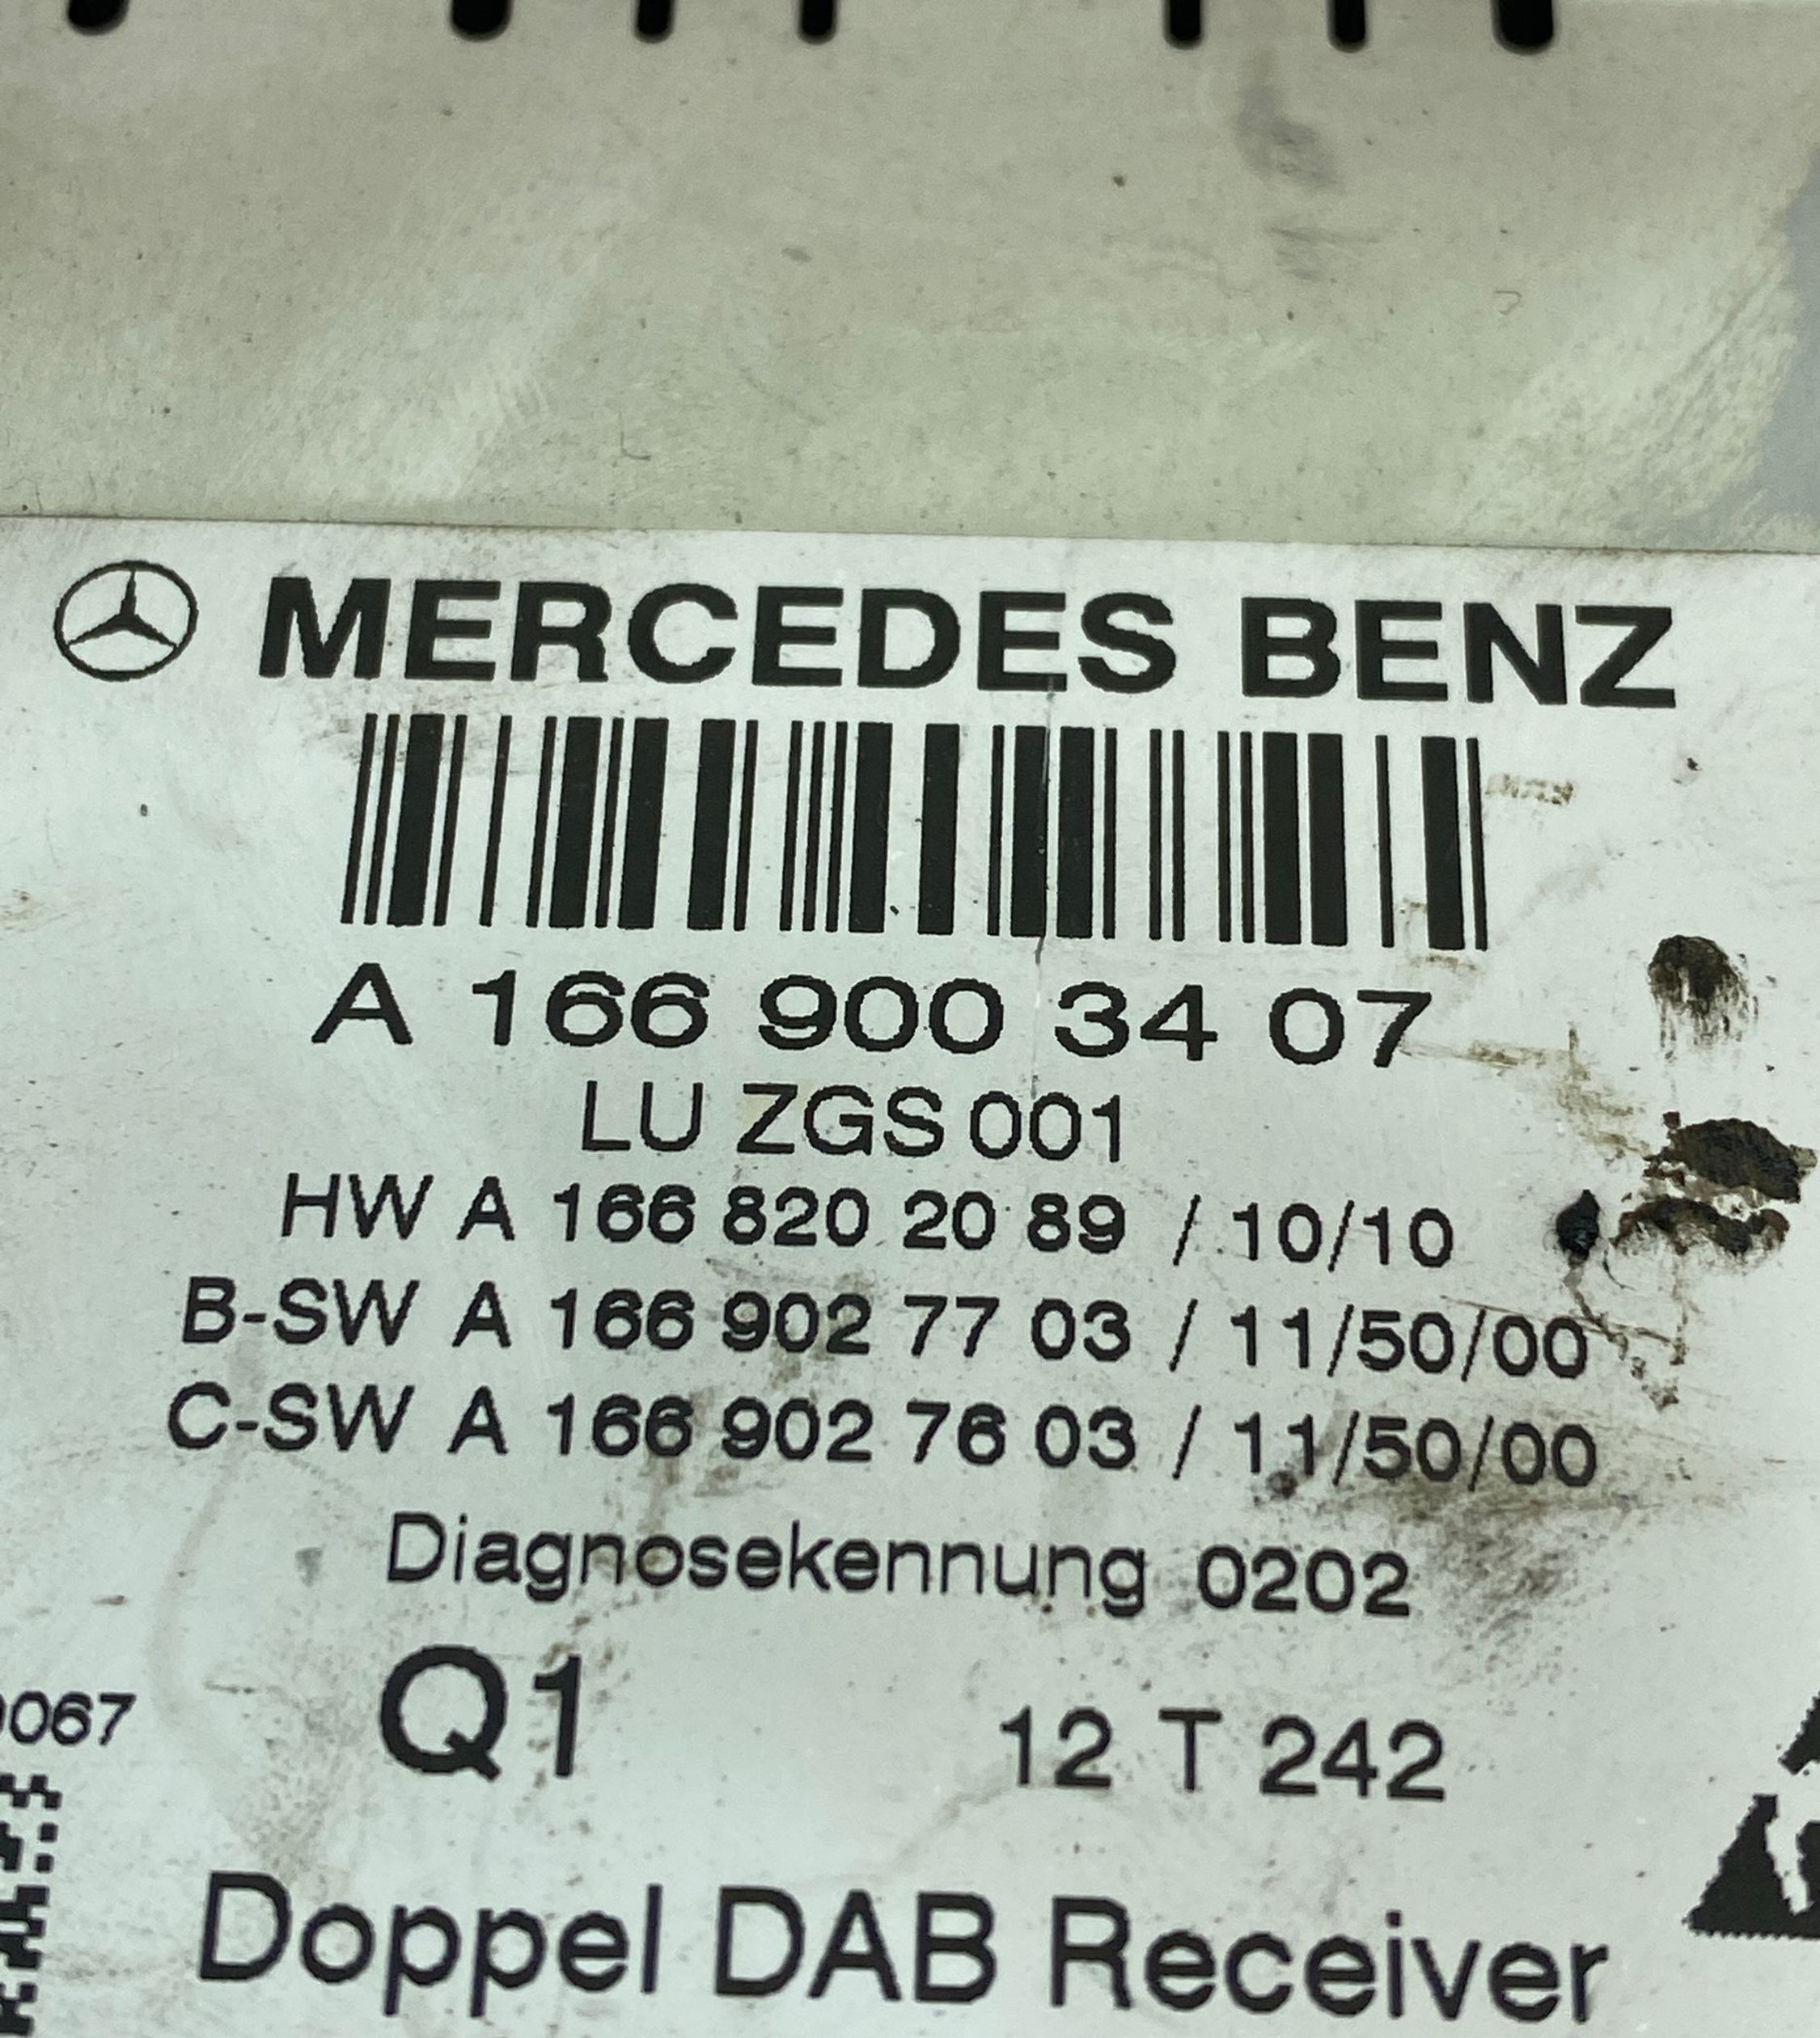 MERCEDES BENZ
A 166 900 34 07
LU ZGS 001
HW A 166 820 20 89 / 10/10
B-SW A 166 902 77 03 / 11/50/00
C-SW A 166 902 76 03 / 11/50/00
Diagnosekennung 0202
Q1 12 T 242
Doppel DAB Receiver